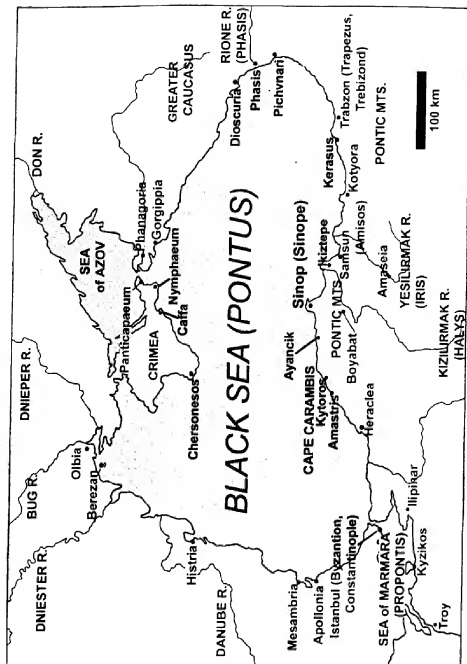 DON R.
DNIEPER R.
BUG R.
DNIESTER R.
Olbia
Berezan
SEA
of AZOV
Panticapaeum
Phanagoria
Gorgippia
Nymphaeum
Caffa
CRIMEA
Chersonesos
GREATER
CAUCASUS
RIONE R.
(PHASIS)
Dioscuria
Phasis
Pichvnari
Histria
DANUBE R.
BLACK SEA (PONTUS)
Mesambria
Apollonia
Istanbul (Byzantion,
Constantinople)
SEA of MARMARA
(PROPONTIS)
Kyzikos
Ilipinar
Troy
Heraclea
Amastris
Kytoros
CAPE CARAMBIS
Ayancik
Sinop (Sinope)
PONTIC MTS.
Boyabat
KIZILIRMAK R.
(HALYS)
Ikiztepe
Samsun
(Amisos)
Amaseia
YESILIRMAK R.
(IRIS)
Kotyora
Kerasus
Trabzon (Trapezus,
Trebizond)
PONTIC MTS.
100 km